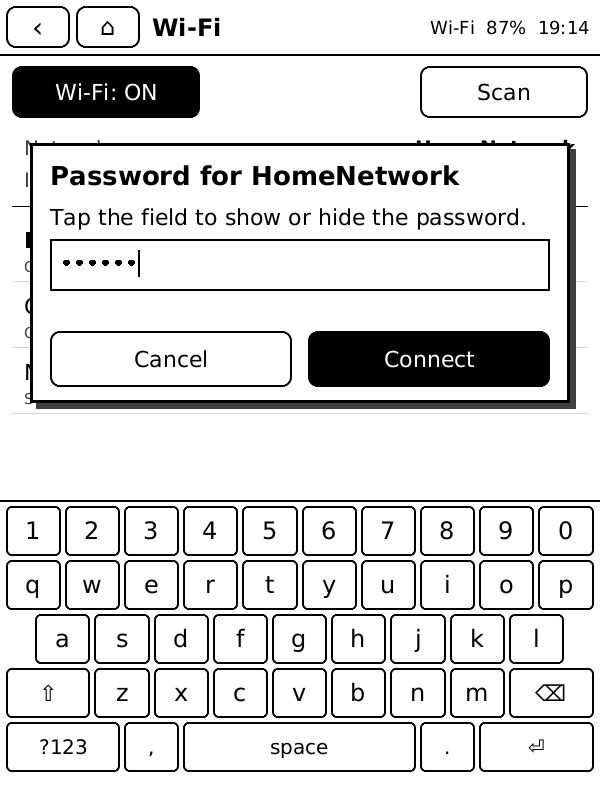 ‹ ⌂ Wi-Fi Wi-Fi 87% 19:14
Wi-Fi: ON Scan
Password for HomeNetwork
Tap the field to show or hide the password.
••••••
Cancel Connect
1 2 3 4 5 6 7 8 9 0
q w e r t y u i o p
a s d f g h j k l
⇧ z x c v b n m ⌫
?123 , space . ⏎